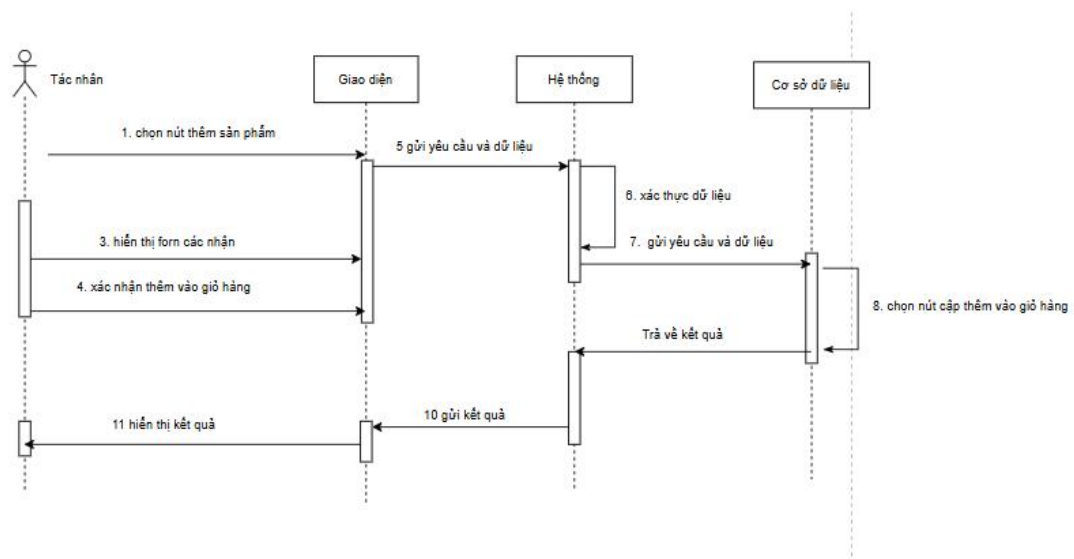 Tác nhân
Giao diện
Hệ thống
Cơ sở dữ liệu
1. chọn nút thêm sản phẩm
5 gửi yêu cầu và dữ liệu
6. xác thực dữ liệu
3. hiển thị forn các nhận
7. gửi yêu cầu và dữ liệu
4. xác nhận thêm vào giỏ hàng
8. chọn nút cập thêm vào giỏ hàng
Trả về kết quả
10 gửi kết quả
11 hiển thị kết quả